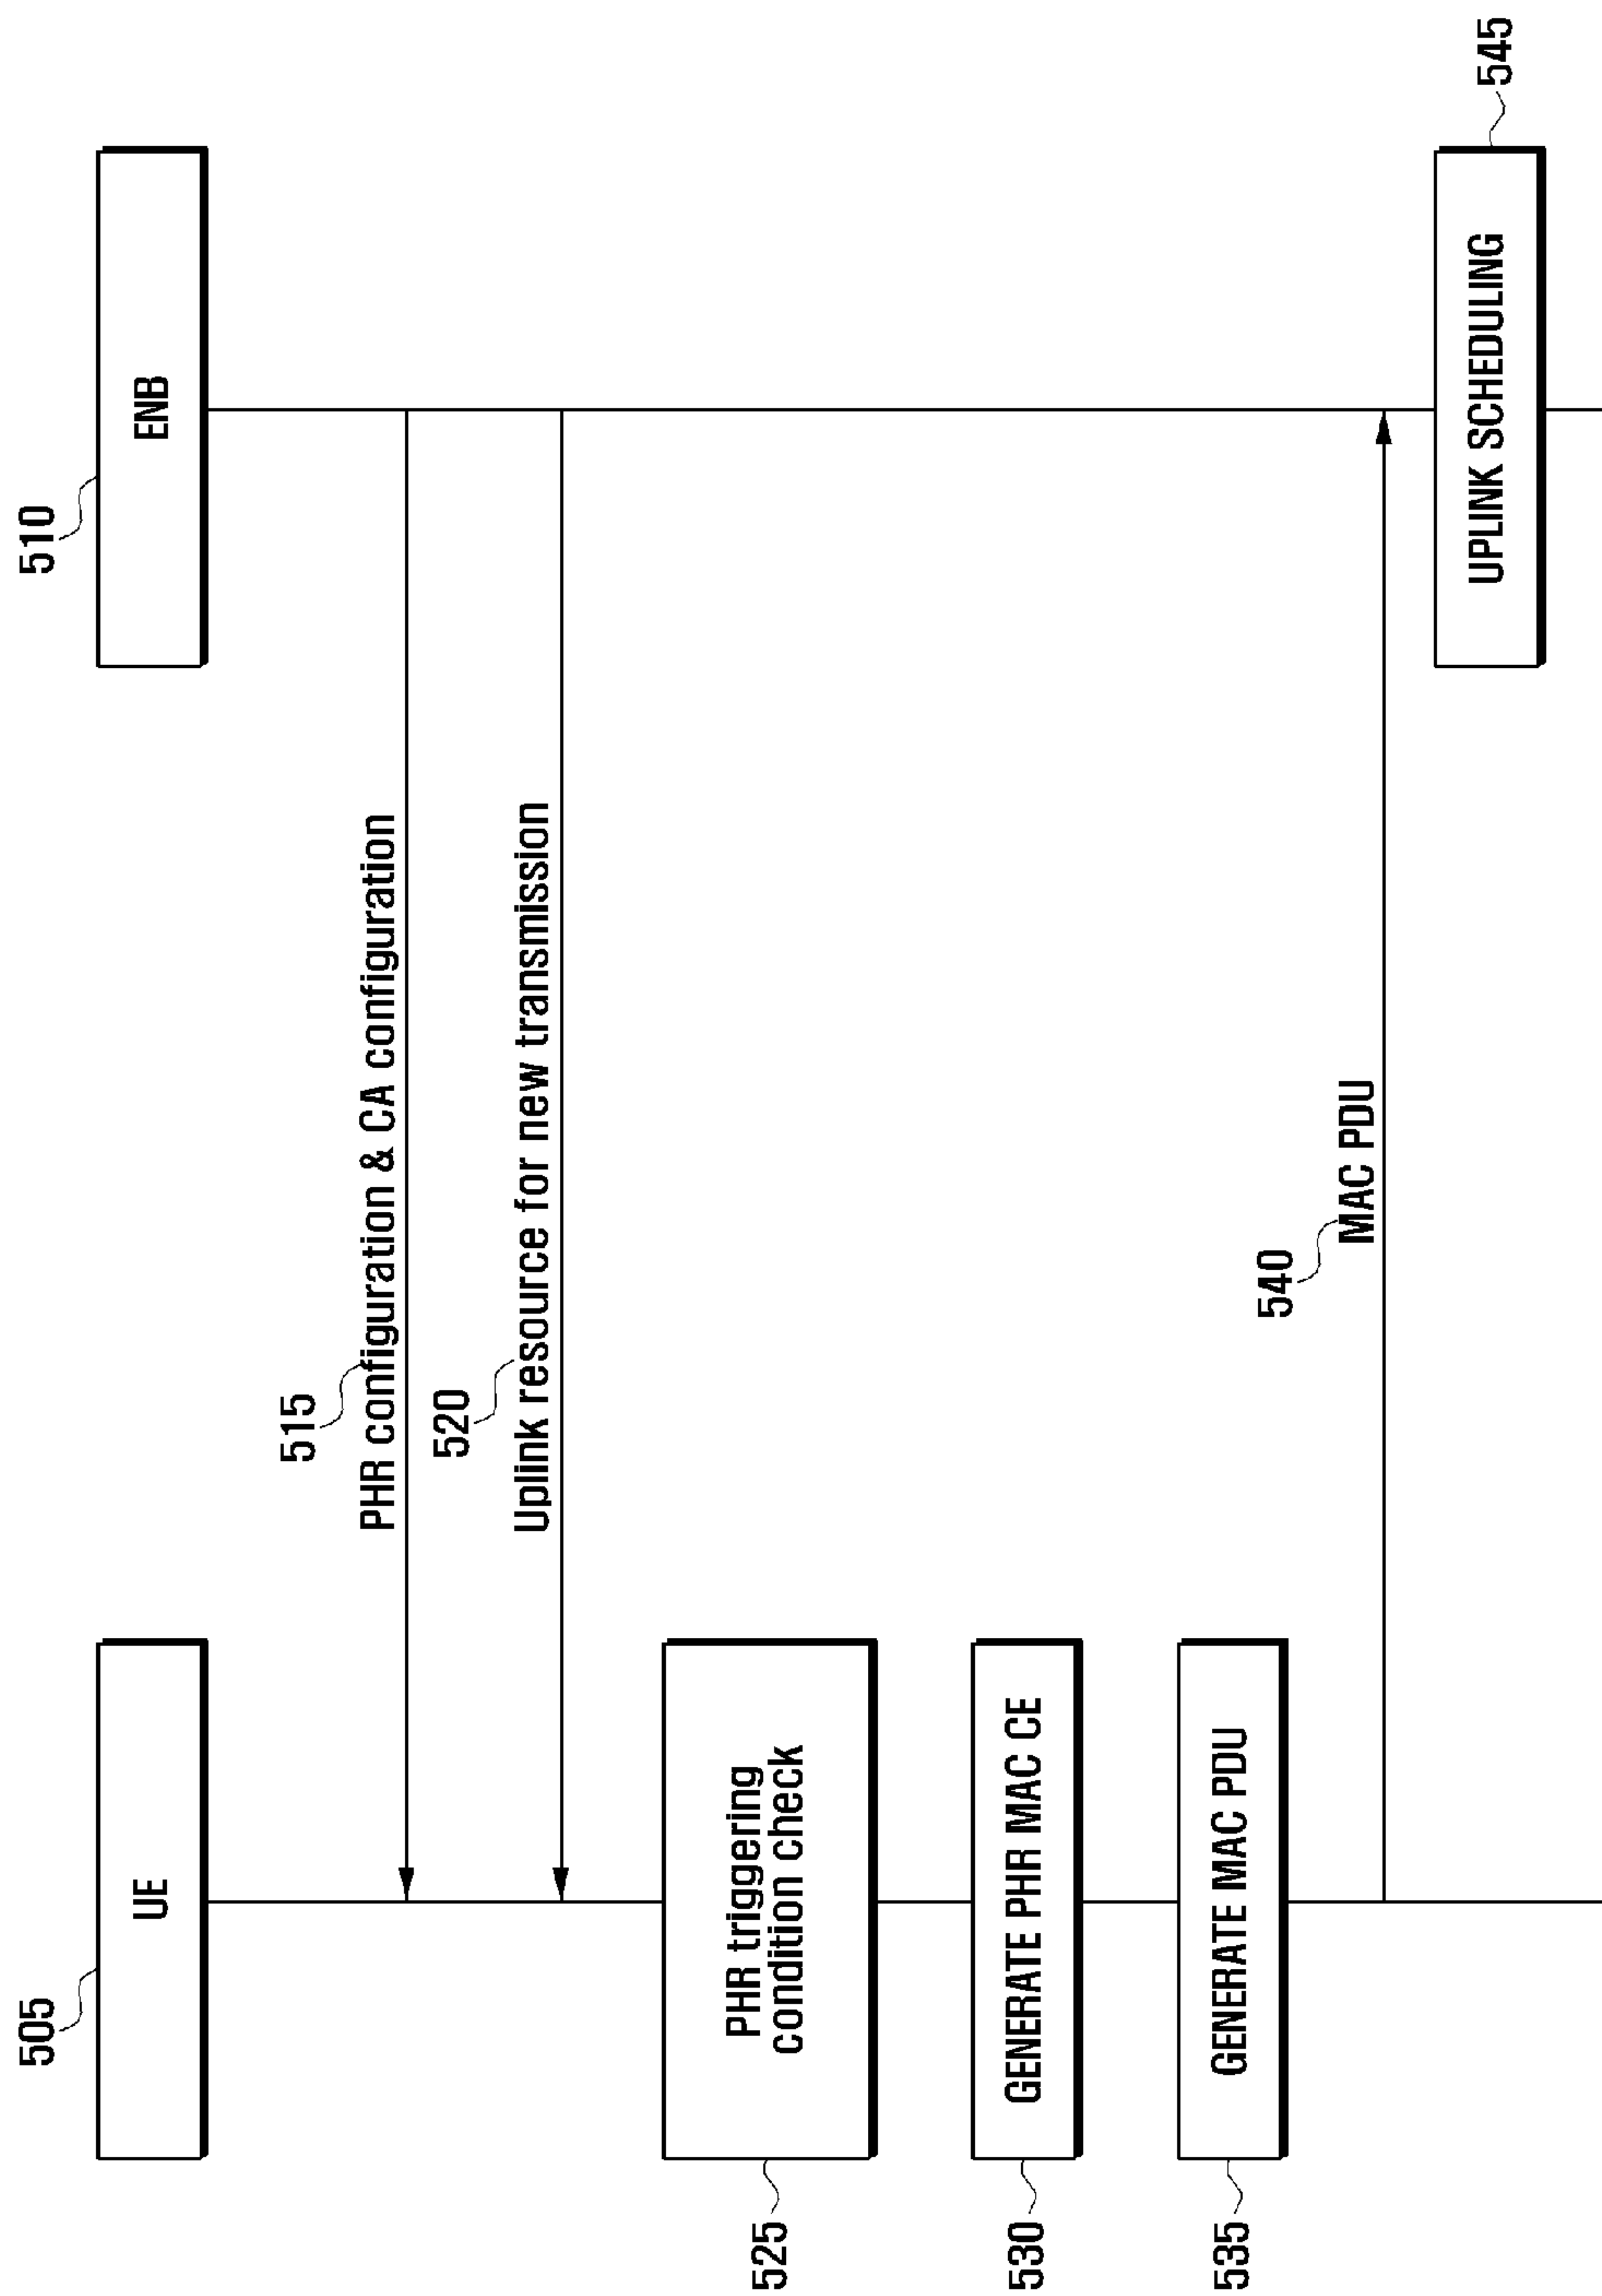 505
UE
510
ENB
515
PHR configuration & CA configuration
520
Uplink resource for new transmission
525
PHR triggering
condition check
530
GENERATE PHR MAC CE
535
GENERATE MAC PDU
540
MAC PDU
UPLINK SCHEDULING
545